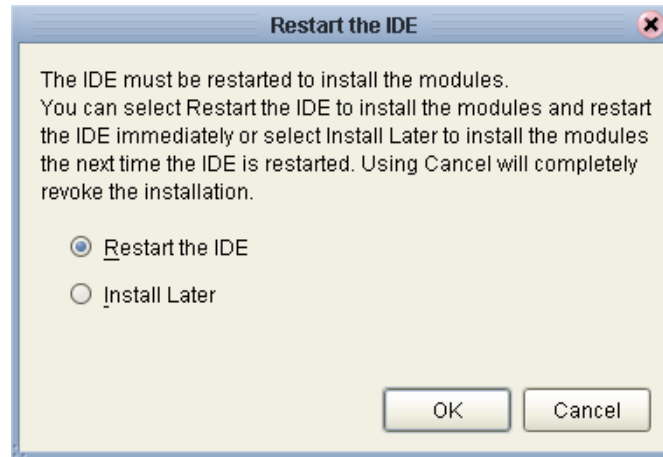 Restart the IDE
The IDE must be restarted to install the modules.
You can select Restart the IDE to install the modules and restart
the IDE immediately or select Install Later to install the modules
the next time the IDE is restarted. Using Cancel will completely
revoke the installation.
Restart the IDE
Install Later
OK
Cancel